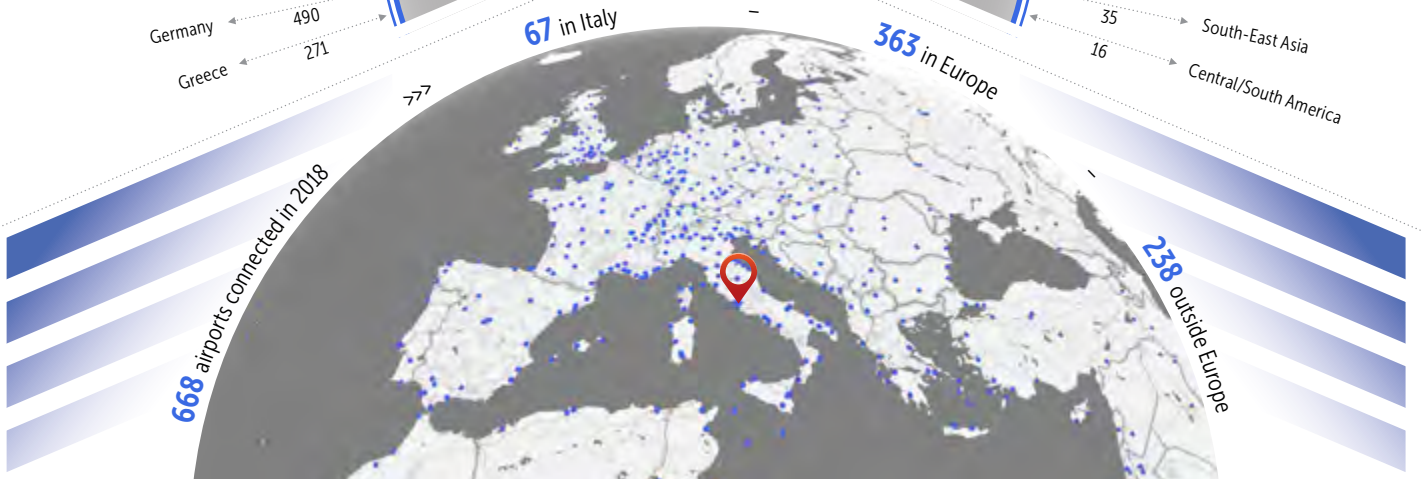 Germany 490
Greece 271
35 South-East Asia
16 Central/South America
>>>
668 airports connected in 2018
67 in Italy
–
363 in Europe
–
238 outside Europe